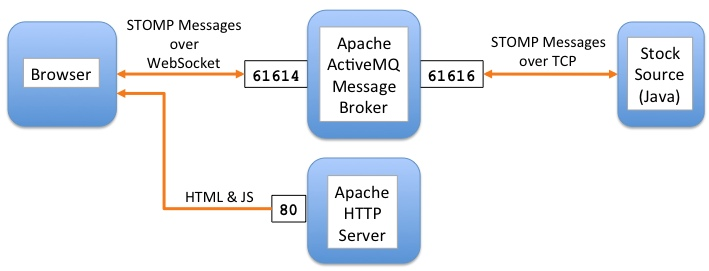 STOMP Messages
over
WebSocket
Browser
61614
Apache
ActiveMQ
Message
Broker
61616
STOMP Messages
over TCP
Stock
Source
(Java)
HTML & JS
80
Apache
HTTP
Server